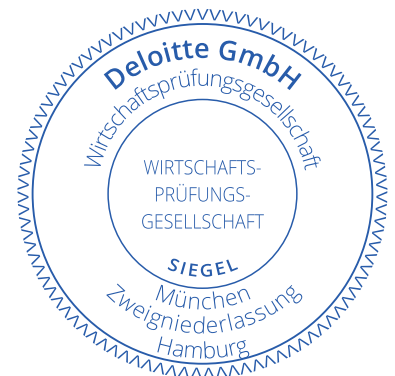 Deloitte GmbH
Wirtschaftsprüfungsgesellschaft
WIRTSCHAFTS-
PRÜFUNGS-
GESELLSCHAFT
SIEGEL
München
Zweigniederlassung
Hamburg